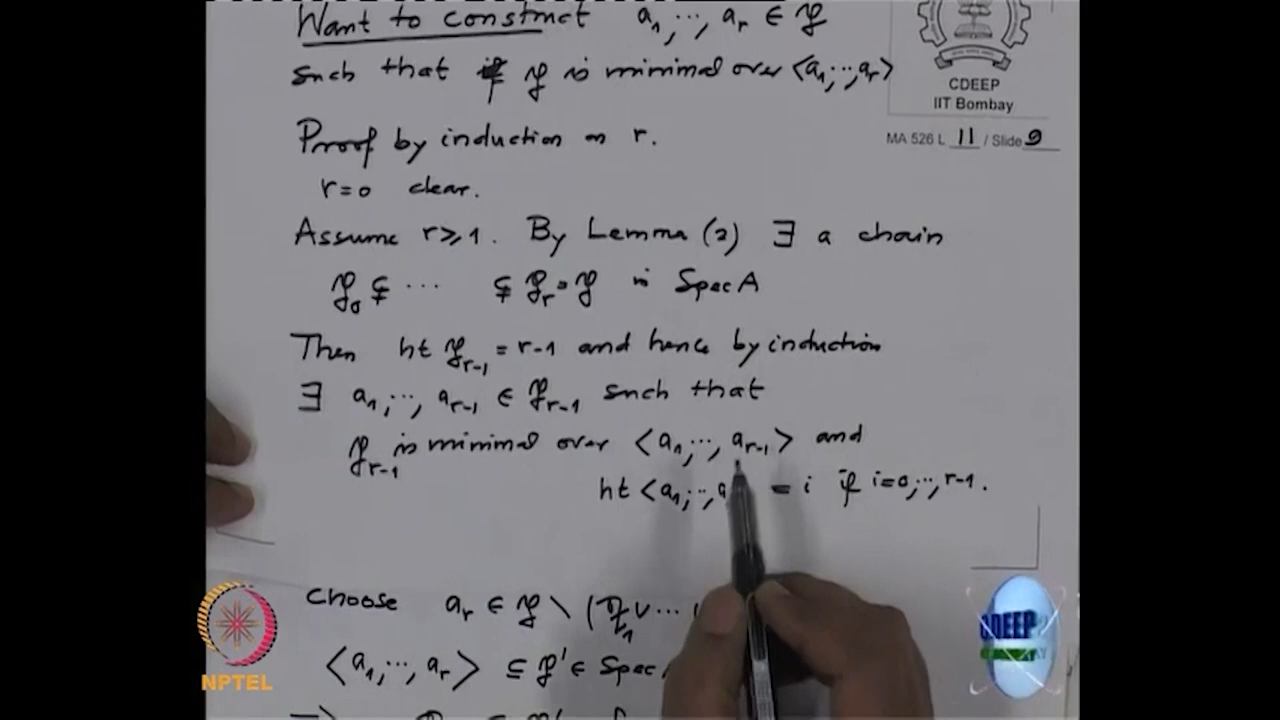 Want to construct a₁, ..., aᵣ ∈ 𝔭
such that 𝔭 is minimal over <a₁, ..., aᵣ>
CDEEP
IIT Bombay
MA 526 L 11 / Slide 9
Proof by induction on r.
r=0 clear.
Assume r⩾1. By Lemma (2) ∃ a chain
𝔭₀ ⊊ ... ⊊ 𝔭ᵣ = 𝔭 in Spec A
Then ht 𝔭ᵣ₋₁ = r-1 and hence by induction
∃ a₁, ..., aᵣ₋₁ ∈ 𝔭ᵣ₋₁ such that
𝔭ᵣ₋₁ is minimal over <a₁, ..., aᵣ₋₁> and
ht <a₁, ..., a = i if i=0, ..., r-1.
Choose aᵣ ∈ 𝔭 \ (𝔮₁ ∪ ...
<a₁, ..., aᵣ> ⊆ 𝔭' ∈ Spec
NPTEL
CDEEP